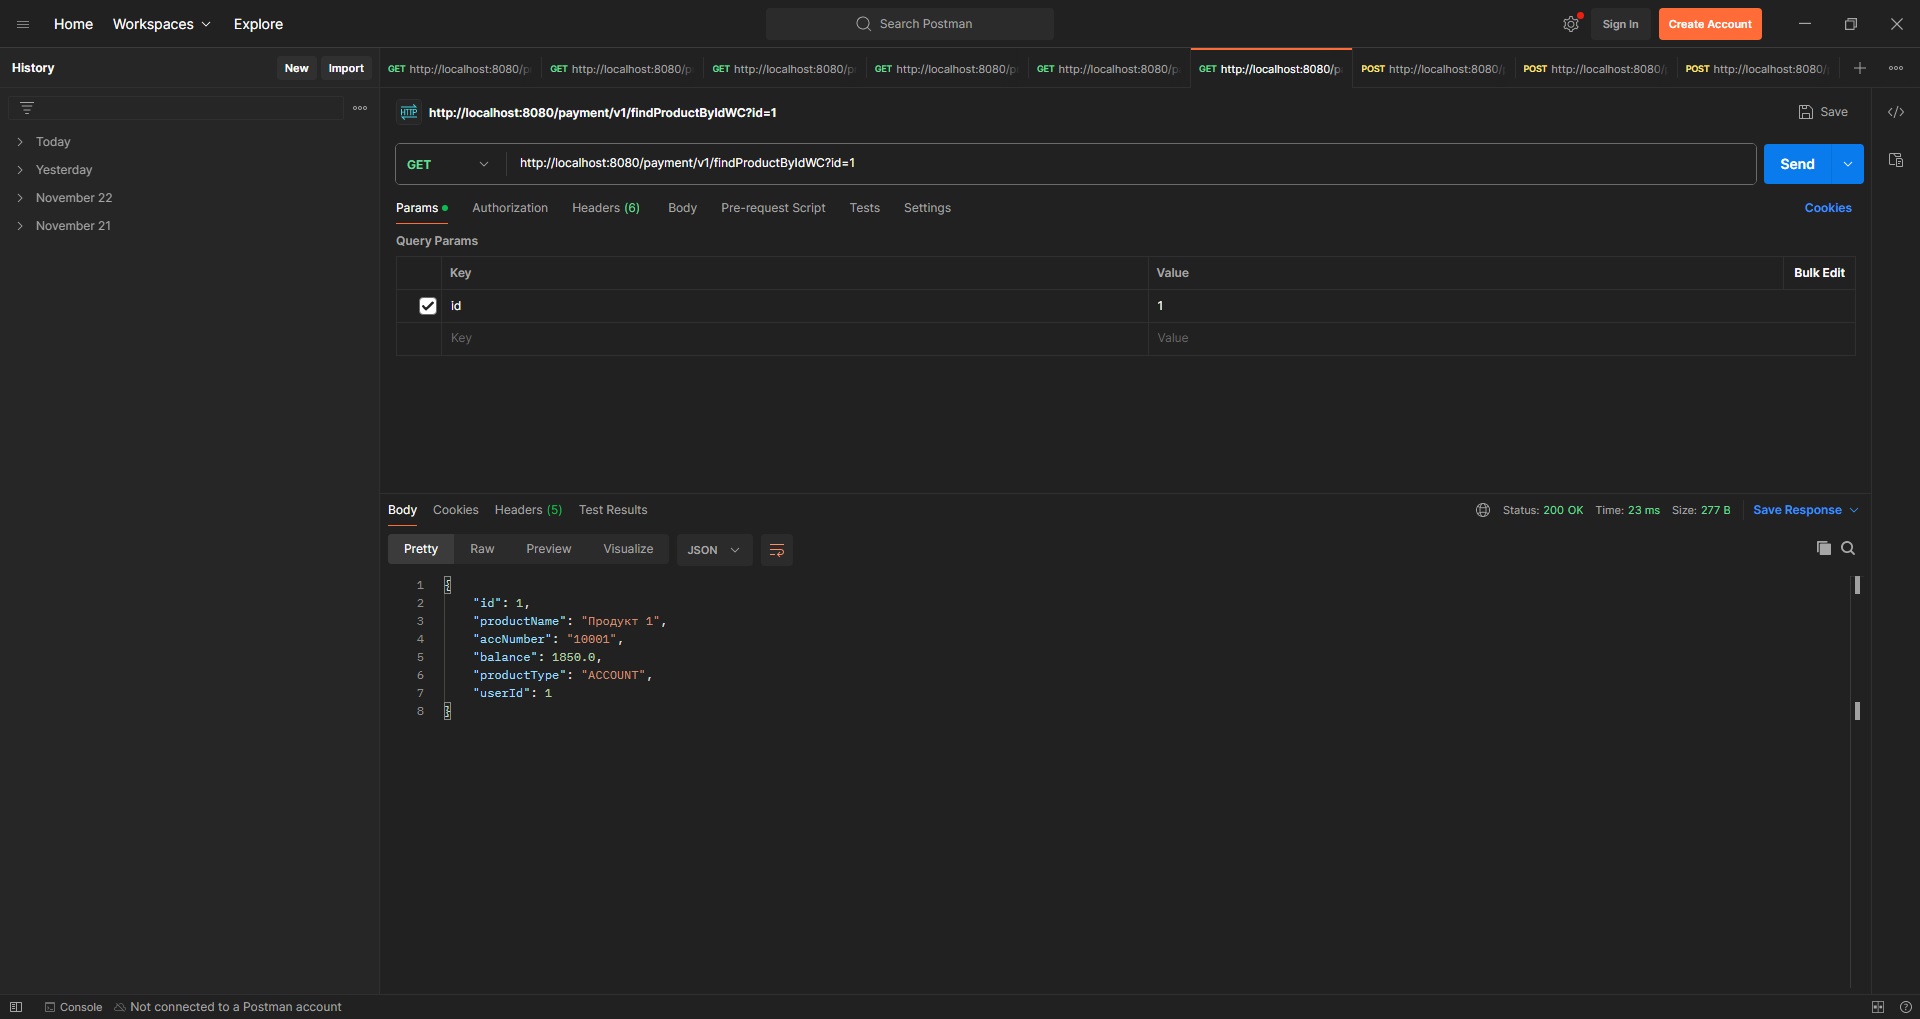 Home Workspaces Explore Search Postman Sign In Create Account
History New Import
GET http://localhost:8080/p GET http://localhost:8080/p GET http://localhost:8080/p GET http://localhost:8080/p GET http://localhost:8080/p GET http://localhost:8080/p POST http://localhost:8080/ POST http://localhost:8080/ POST http://localhost:8080/
Today
Yesterday
November 22
November 21
HTTP http://localhost:8080/payment/v1/findProductByIdWC?id=1 Save
GET http://localhost:8080/payment/v1/findProductByIdWC?id=1 Send
Params Authorization Headers (6) Body Pre-request Script Tests Settings Cookies
Query Params
Key Value Bulk Edit
id 1
Key Value
Body Cookies Headers (5) Test Results Status: 200 OK Time: 23 ms Size: 277 B Save Response
Pretty Raw Preview Visualize JSON
1 {
2 "id": 1,
3 "productName": "Продукт 1",
4 "accNumber": "10001",
5 "balance": 1850.0,
6 "productType": "ACCOUNT",
7 "userId": 1
8 }
Console Not connected to a Postman account